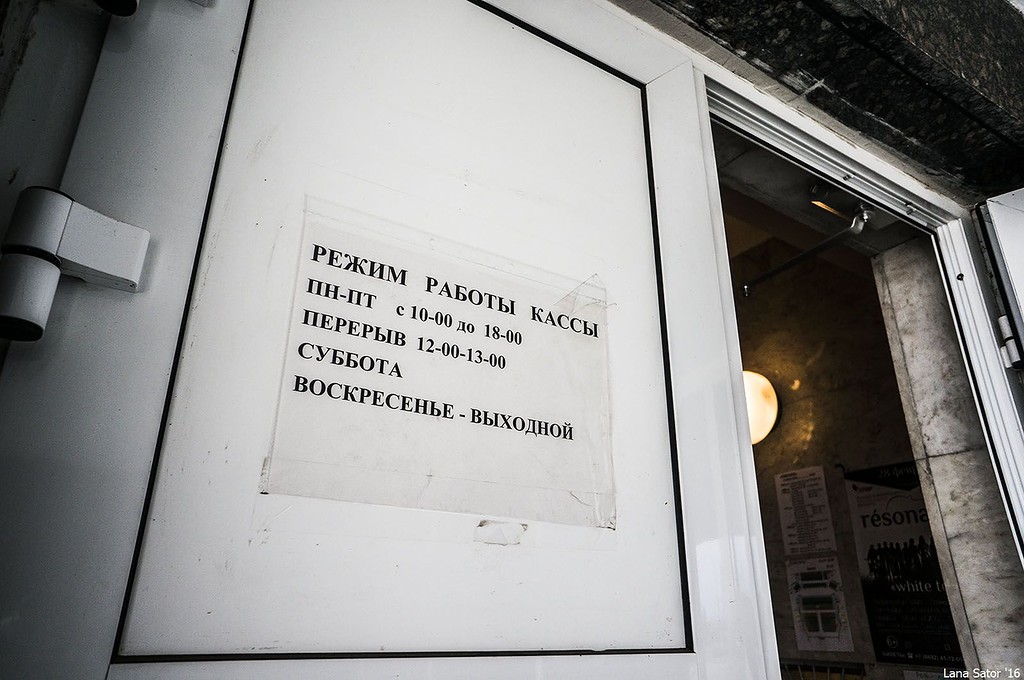 РЕЖИМ РАБОТЫ КАССЫ
ПН-ПТ с 10-00 до 18-00
ПЕРЕРЫВ 12-00-13-00
СУББОТА
ВОСКРЕСЕНЬЕ - ВЫХОДНОЙ
résona
white
6+
Lana Sator '16